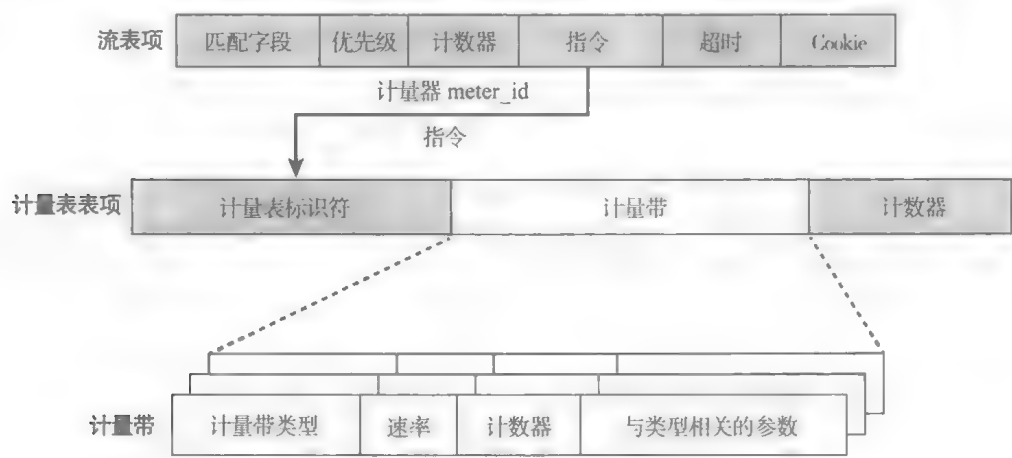 流表项 匹配字段 优先级 计数器 指令 超时 Cookie
计量器 meter_id
指令
计量表表项 计量表标识符 计量带 计数器
计量带 计量带类型 速率 计数器 与类型相关的参数